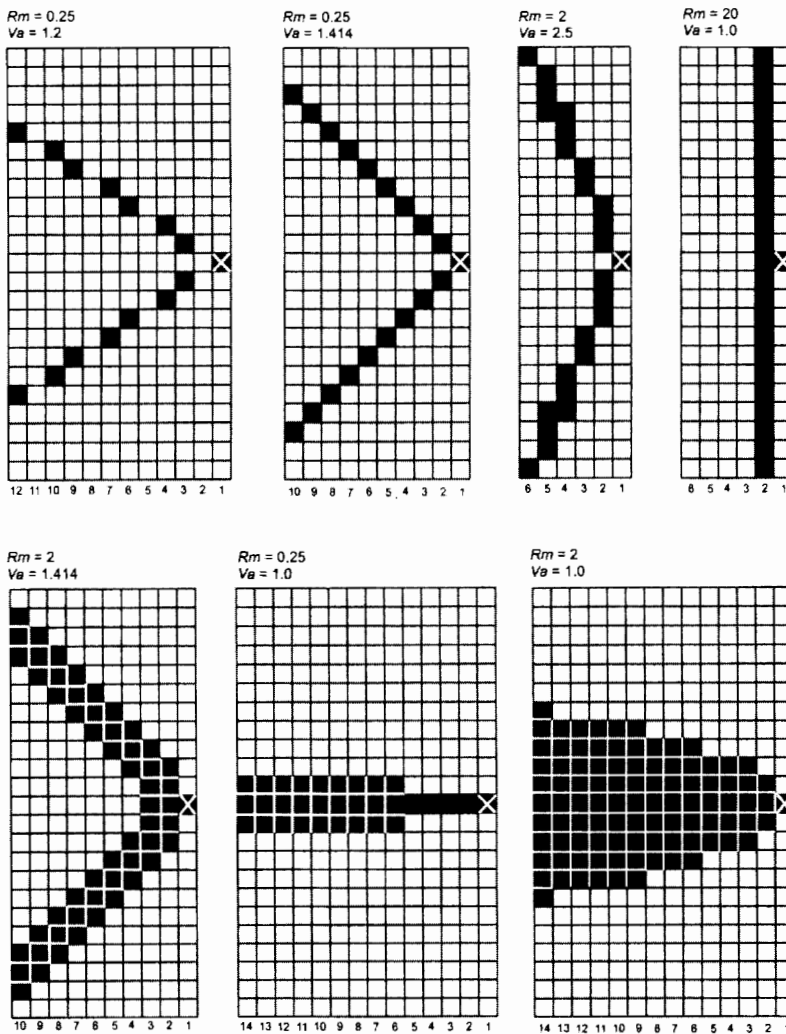 Rm = 0.25
Va = 1.2
Rm = 0.25
Va = 1.414
Rm = 2
Va = 2.5
Rm = 20
Va = 1.0
12 11 10 9 8 7 6 5 4 3 2 1
10 9 8 7 6 5 4 3 2 1
6 5 4 3 2 1
6 5 4 3 2 1
Rm = 2
Va = 1.414
Rm = 0.25
Va = 1.0
Rm = 2
Va = 1.0
10 9 8 7 6 5 4 3 2 1
14 13 12 11 10 9 8 7 6 5 4 3 2 1
14 13 12 11 10 9 8 7 6 5 4 3 2 1